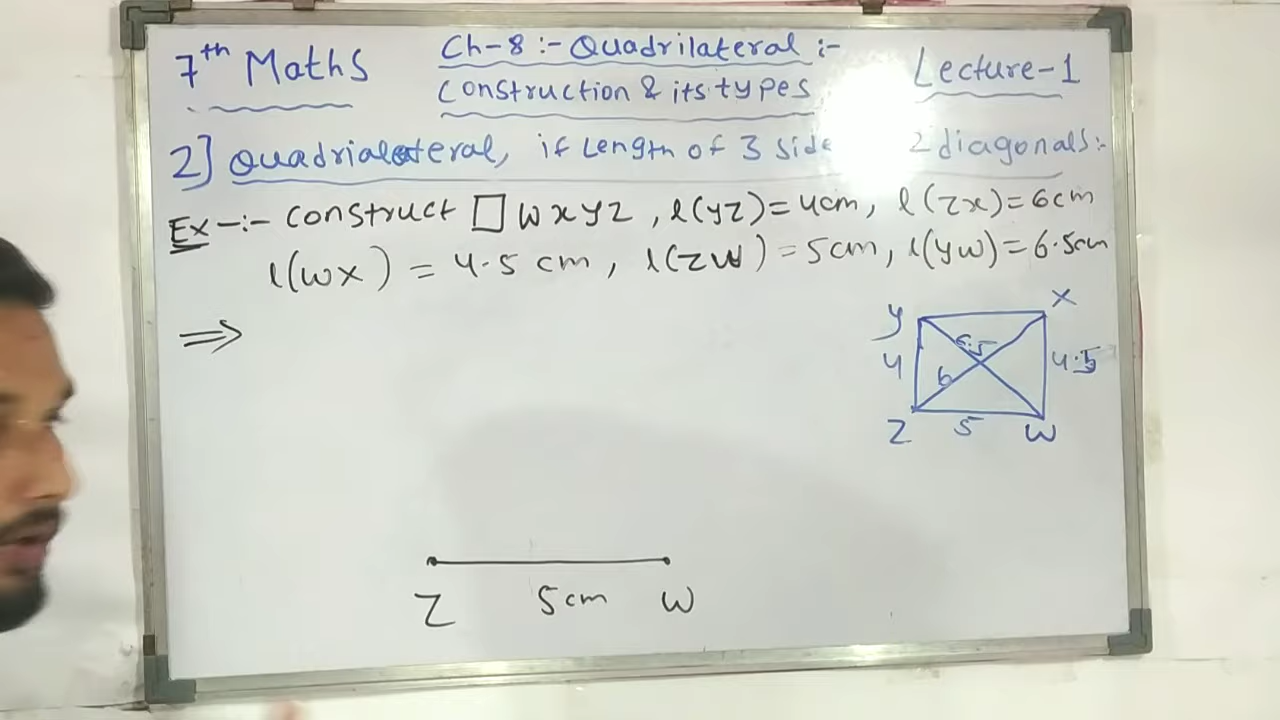 7th Maths
Ch-8:- Quadrilateral:-
Construction & its types
Lecture-1
2] Quadrialateral, if Length of 3 side 2 diagonals:-
Ex-:- Construct □ WXYZ, l(YZ)=4cm, l(ZX)=6cm
l(WX) = 4.5 cm, l(ZW)=5cm, l(YW)=6.5cm
⇒
Y X
6.5
4 4.5
6
Z 5 W
Z 5cm W